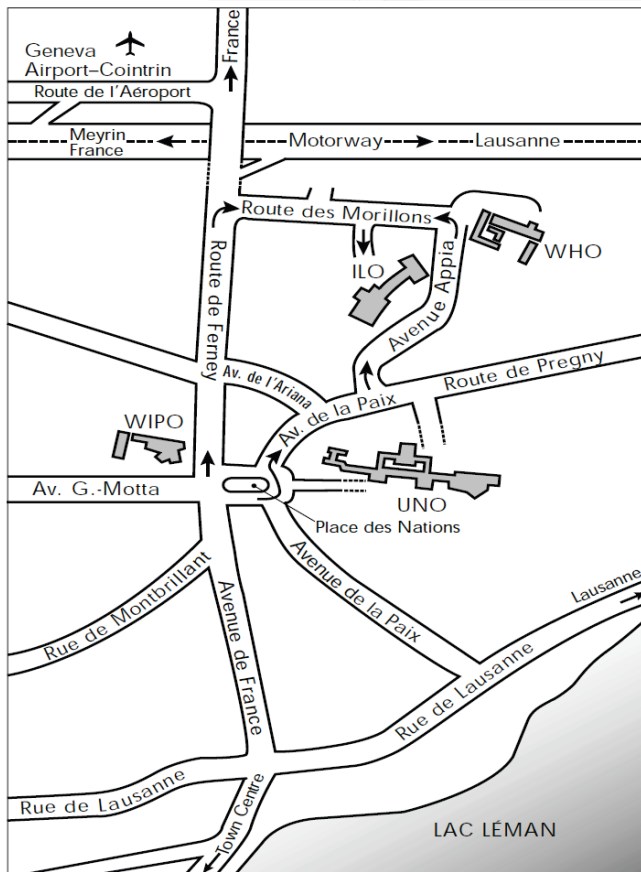 France
Geneva
Airport–Cointrin
Route de l'Aéroport
Meyrin
France
Motorway
Lausanne
Route des Morillons
WHO
ILO
Route de Ferney
Avenue Appia
Route de Pregny
Av. de l'Ariana
Av. de la Paix
WIPO
Av. G.-Motta
UNO
Place des Nations
Avenue de la Paix
Rue de Montbrillant
Avenue de France
Lausanne
Rue de Lausanne
Rue de Lausanne
Town Centre
LAC LÉMAN